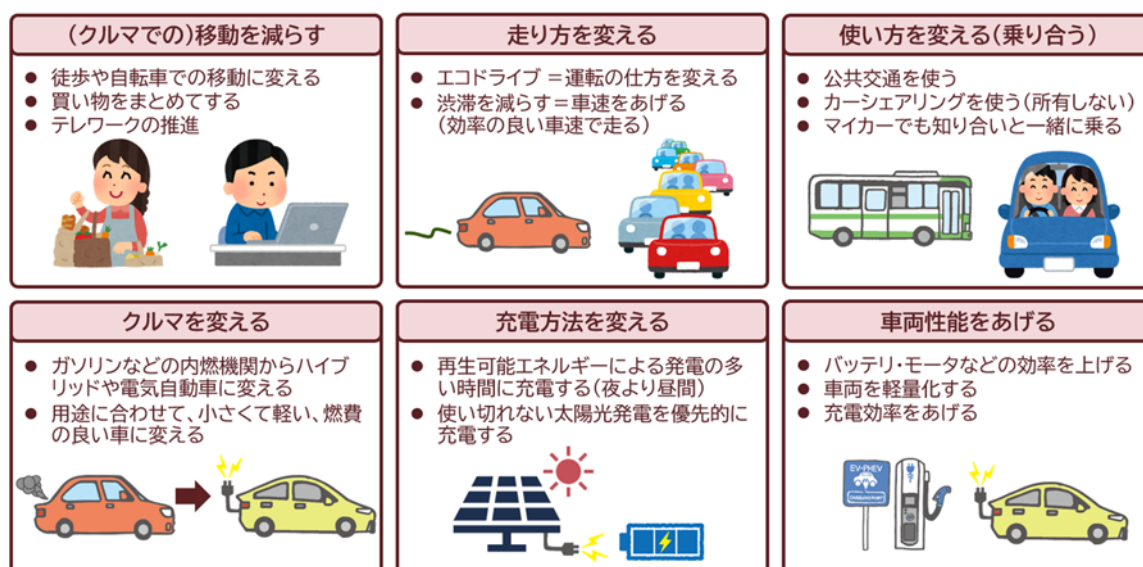 (クルマでの)移動を減らす
● 徒歩や自転車での移動に変える
● 買い物をまとめてする
● テレワークの推進
走り方を変える
● エコドライブ =運転の仕方を変える
● 渋滞を減らす=車速をあげる
(効率の良い車速で走る)
使い方を変える(乗り合う)
● 公共交通を使う
● カーシェアリングを使う(所有しない)
● マイカーでも知り合いと一緒に乗る
クルマを変える
● ガソリンなどの内燃機関からハイブ
リッドや電気自動車に変える
● 用途に合わせて、小さくて軽い、燃費
の良い車に変える
充電方法を変える
● 再生可能エネルギーによる発電の多
い時間に充電する(夜より昼間)
● 使い切れない太陽光発電を優先的に
充電する
車両性能をあげる
● バッテリ・モータなどの効率を上げる
● 車両を軽量化する
● 充電効率をあげる
EV・PHEV
CHARGING POINT